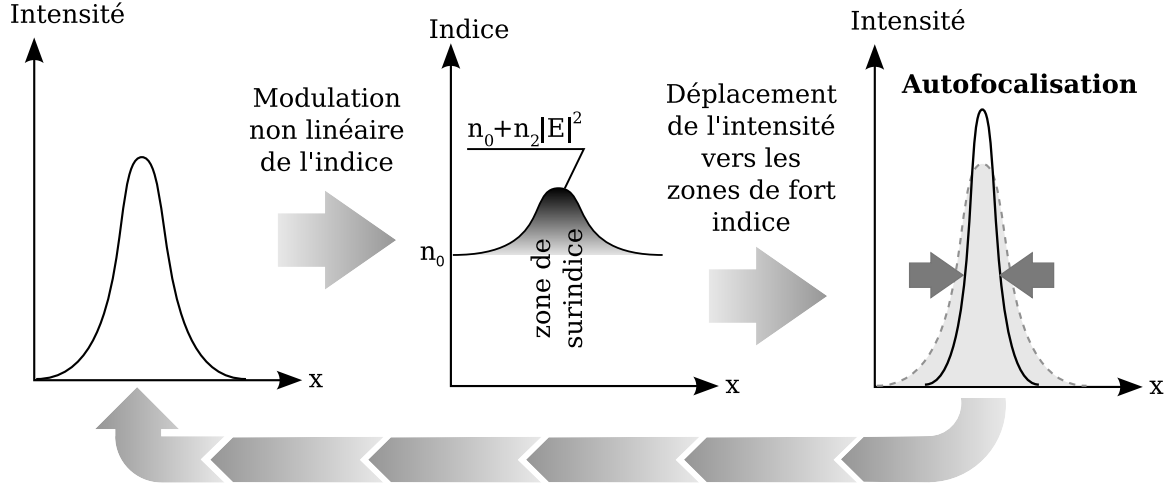 Intensité
x
Modulation
non linéaire
de l'indice
Indice
n₀+n₂|E|²
n₀
zone de
surindice
x
Déplacement
de l'intensité
vers les
zones de fort
indice
Intensité
Autofocalisation
x